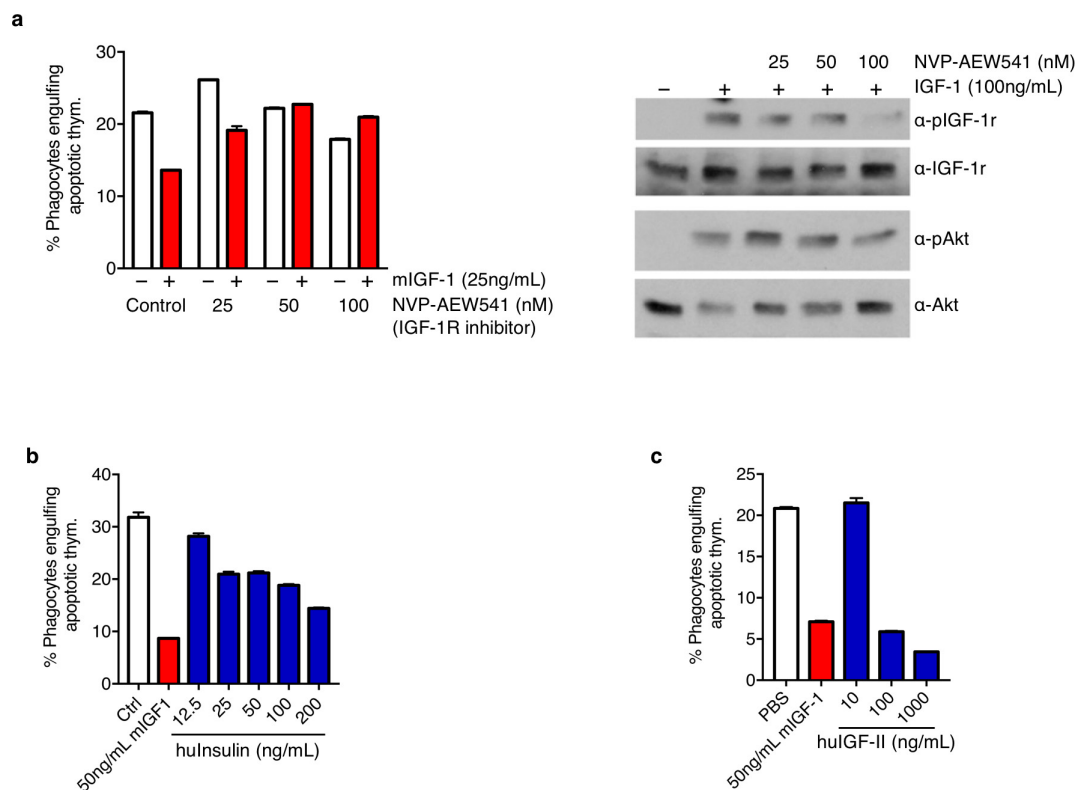 a
30
20
10
0
% Phagocytes engulfing
apoptotic thym.
– + – + – + – + mIGF-1 (25ng/mL)
Control 25 50 100 NVP-AEW541 (nM)
(IGF-1R inhibitor)
25 50 100 NVP-AEW541 (nM)
– + + + + IGF-1 (100ng/mL)
α-pIGF-1r
α-IGF-1r
α-pAkt
α-Akt
b
40
30
20
10
0
% Phagocytes engulfing
apoptotic thym.
Ctrl
50ng/mL mIGF1
12.5
25
50
100
200
huInsulin (ng/mL)
c
25
20
15
10
5
0
% Phagocytes engulfing
apoptotic thym.
PBS
50ng/mL mIGF-1
10
100
1000
huIGF-II (ng/mL)